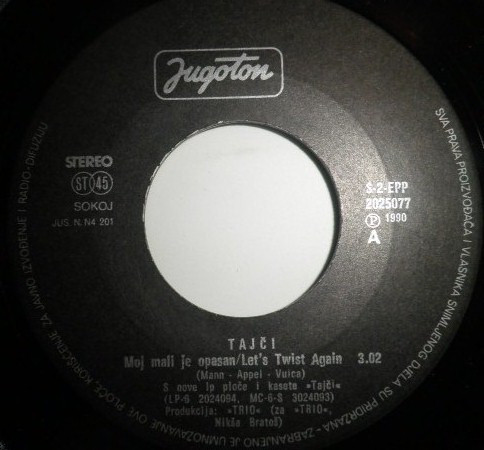 Jugoton
STEREO
ST 45
SOKOJ
JUS. N. N4 201
S-2-EPP
2025077
℗ 1990
A
TAJČI
Moj mali je opasan/Let's Twist Again 3.02
(Mann - Appel - Vuica)
S nove lp ploče i kasete »Tajči«
(LP-6 2024094, MC-6-S 3024093)
Produkcija: »TRIO« (za »TRIO«,
Nikša Bratoš)
SVA PRAVA PROIZVOĐAČA I VLASNIKA SNIMLJENOG DJELA SU PRIDRŽANA - ZABRANJENO JE UMNOŽAVANJE OVE PLOČE, KORIŠĆENJE ZA JAVNO IZVOĐENJE I RADIO-DIFUZIJU